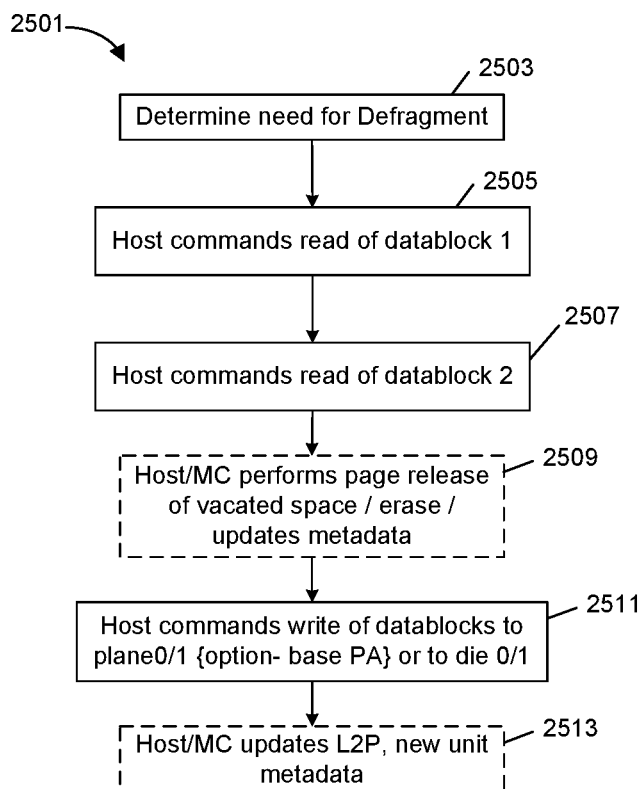 2501
2503
Determine need for Defragment
2505
Host commands read of datablock 1
2507
Host commands read of datablock 2
2509
Host/MC performs page release
of vacated space / erase /
updates metadata
2511
Host commands write of datablocks to
plane0/1 {option- base PA} or to die 0/1
2513
Host/MC updates L2P, new unit
metadata